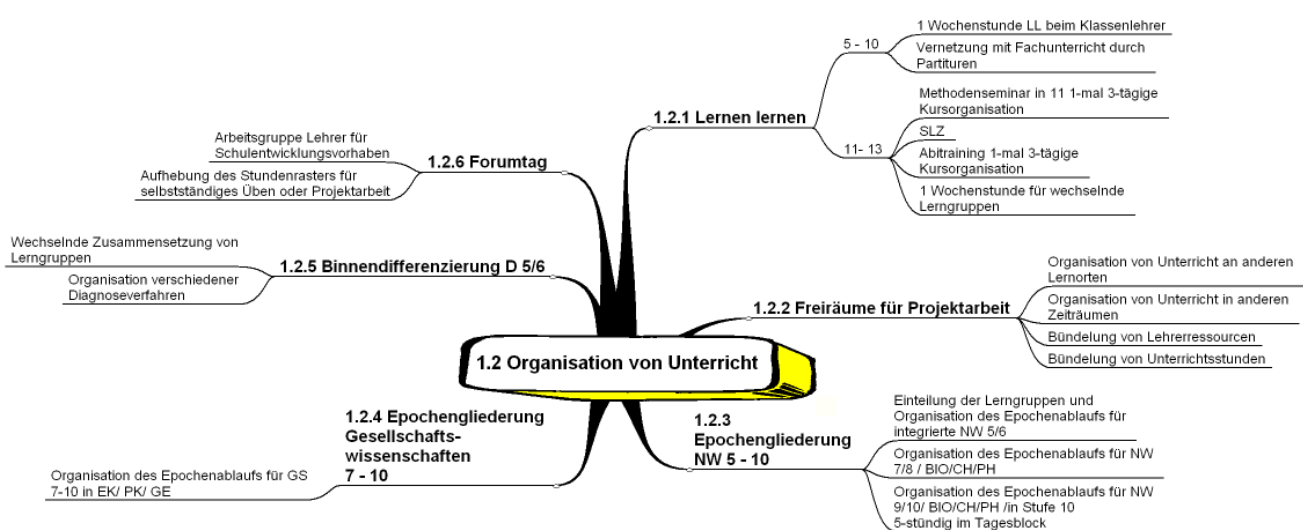 1.2 Organisation von Unterricht
1.2.1 Lernen lernen
5 - 10
1 Wochenstunde LL beim Klassenlehrer
Vernetzung mit Fachunterricht durch
Partituren
11- 13
Methodenseminar in 11 1-mal 3-tägige
Kursorganisation
SLZ
Abitraining 1-mal 3-tägige
Kursorganisation
1 Wochenstunde für wechselnde
Lerngruppen
1.2.2 Freiräume für Projektarbeit
Organisation von Unterricht an anderen
Lernorten
Organisation von Unterricht in anderen
Zeiträumen
Bündelung von Lehrerressourcen
Bündelung von Unterrichtsstunden
1.2.3
Epochengliederung
NW 5 - 10
Einteilung der Lerngruppen und
Organisation des Epochenablaufs für
integrierte NW 5/6
Organisation des Epochenablaufs für NW
7/8 / BIO/CH/PH
Organisation des Epochenablaufs für NW
9/10/ BIO/CH/PH /in Stufe 10
5-stündig im Tagesblock
1.2.4 Epochengliederung
Gesellschafts-
wissenschaften
7 - 10
Organisation des Epochenablaufs für GS
7-10 in EK/ PK/ GE
1.2.5 Binnendifferenzierung D 5/6
Wechselnde Zusammensetzung von
Lerngruppen
Organisation verschiedener
Diagnoseverfahren
1.2.6 Forumtag
Arbeitsgruppe Lehrer für
Schulentwicklungsvorhaben
Aufhebung des Stundenrasters für
selbstständiges Üben oder Projektarbeit